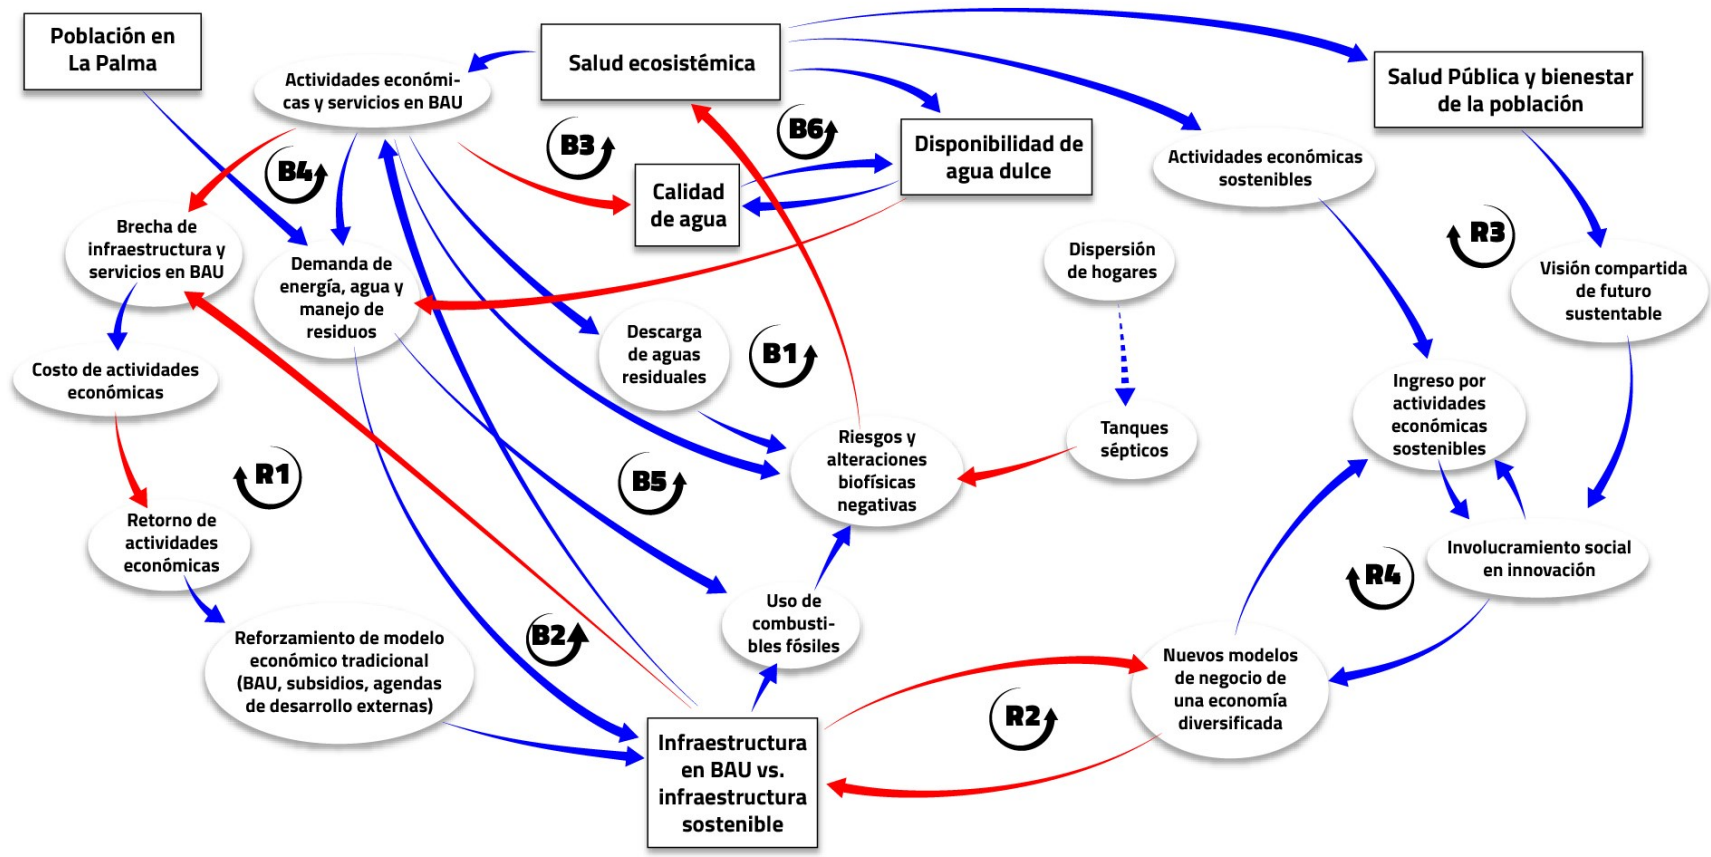 Población en
La Palma
Actividades económi-
cas y servicios en BAU
Salud ecosistémica
Salud Pública y bienestar
de la población
B4
B3
B6
Disponibilidad de
agua dulce
Calidad
de agua
Actividades económicas
sostenibles
Brecha de
infraestructura y
servicios en BAU
Demanda de
energía, agua y
manejo de
residuos
Dispersión
de hogares
R3
Visión compartida
de futuro
sustentable
Costo de actividades
económicas
Descarga
de aguas
residuales
B1
Ingreso por
actividades
económicas
sostenibles
Riesgos y
alteraciones
biofísicas
negativas
Tanques
sépticos
R1
B5
Retorno de
actividades
económicas
Involucramiento social
en innovación
R4
Uso de
combusti-
bles fósiles
B2
Reforzamiento de modelo
económico tradicional
(BAU, subsidios, agendas
de desarrollo externas)
Nuevos modelos
de negocio de
una economía
diversificada
R2
Infraestructura
en BAU vs.
infraestructura
sostenible